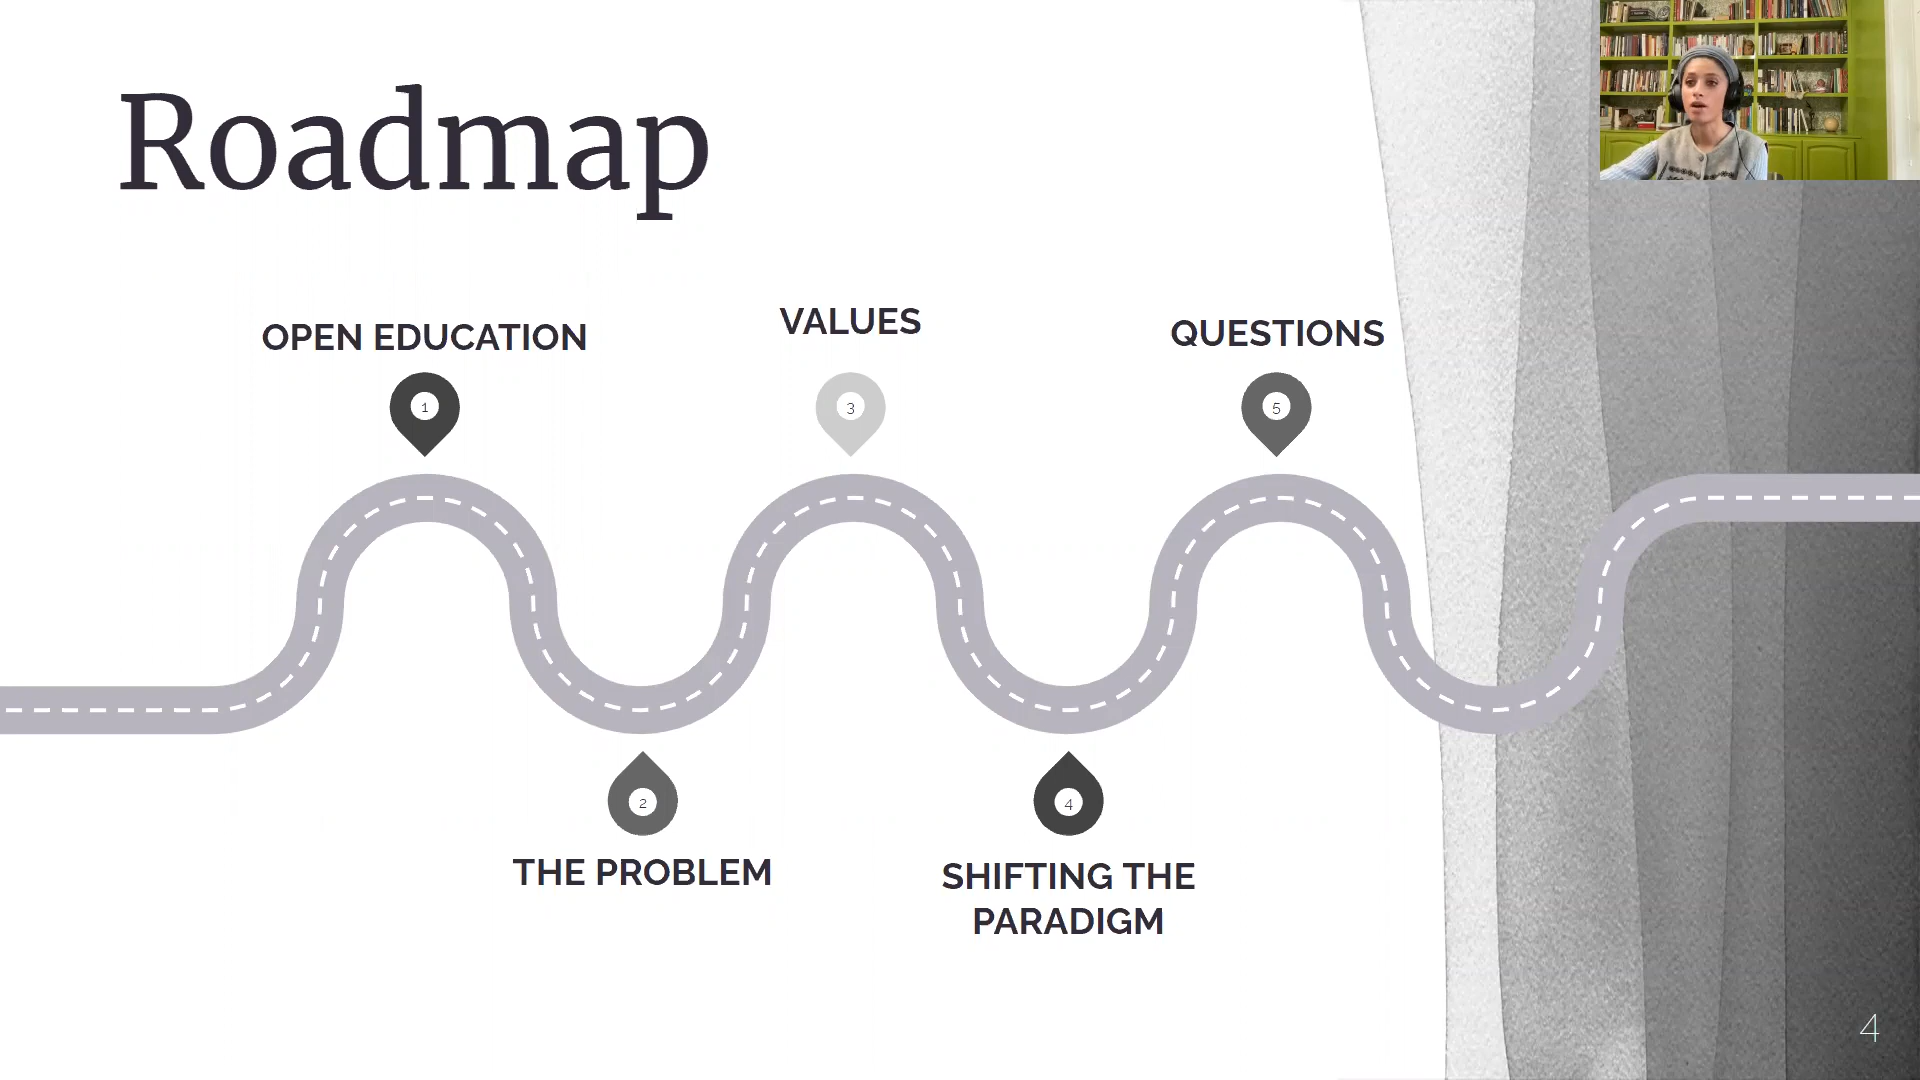 Roadmap
OPEN EDUCATION
1
VALUES
3
QUESTIONS
5
2
THE PROBLEM
4
SHIFTING THE
PARADIGM
4